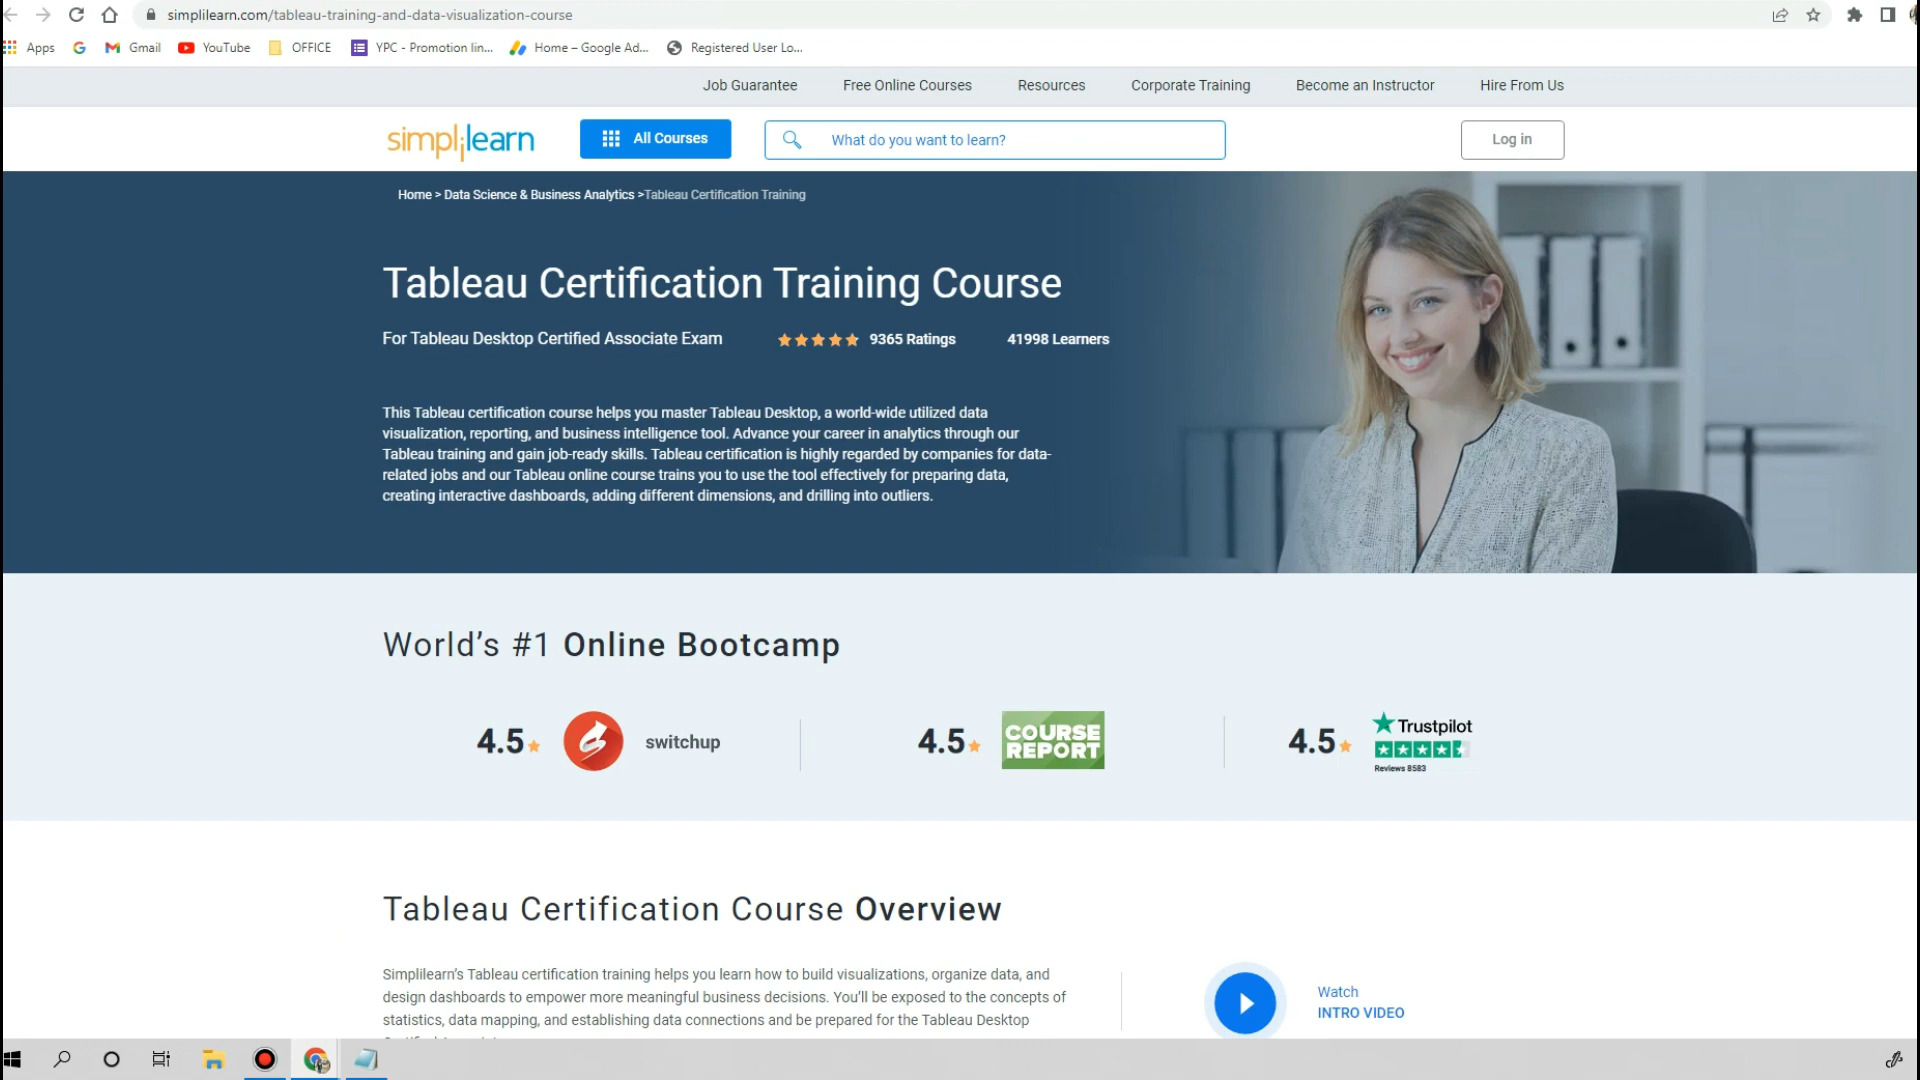 simplilearn.com/tableau-training-and-data-visualization-course
Apps
Gmail
YouTube
OFFICE
YPC - Promotion lin...
Home – Google Ad...
Registered User Lo...
Job Guarantee
Free Online Courses
Resources
Corporate Training
Become an Instructor
Hire From Us
simplilearn
All Courses
What do you want to learn?
Log in
Home > Data Science & Business Analytics >Tableau Certification Training
Tableau Certification Training Course
For Tableau Desktop Certified Associate Exam
9365 Ratings
41998 Learners
This Tableau certification course helps you master Tableau Desktop, a world-wide utilized data
visualization, reporting, and business intelligence tool. Advance your career in analytics through our
Tableau training and gain job-ready skills. Tableau certification is highly regarded by companies for data-
related jobs and our Tableau online course trains you to use the tool effectively for preparing data,
creating interactive dashboards, adding different dimensions, and drilling into outliers.
World's #1 Online Bootcamp
4.5
switchup
4.5
COURSE
REPORT
4.5
Trustpilot
Reviews 8583
Tableau Certification Course Overview
Simplilearn's Tableau certification training helps you learn how to build visualizations, organize data, and
design dashboards to empower more meaningful business decisions. You'll be exposed to the concepts of
statistics, data mapping, and establishing data connections and be prepared for the Tableau Desktop
Watch
INTRO VIDEO